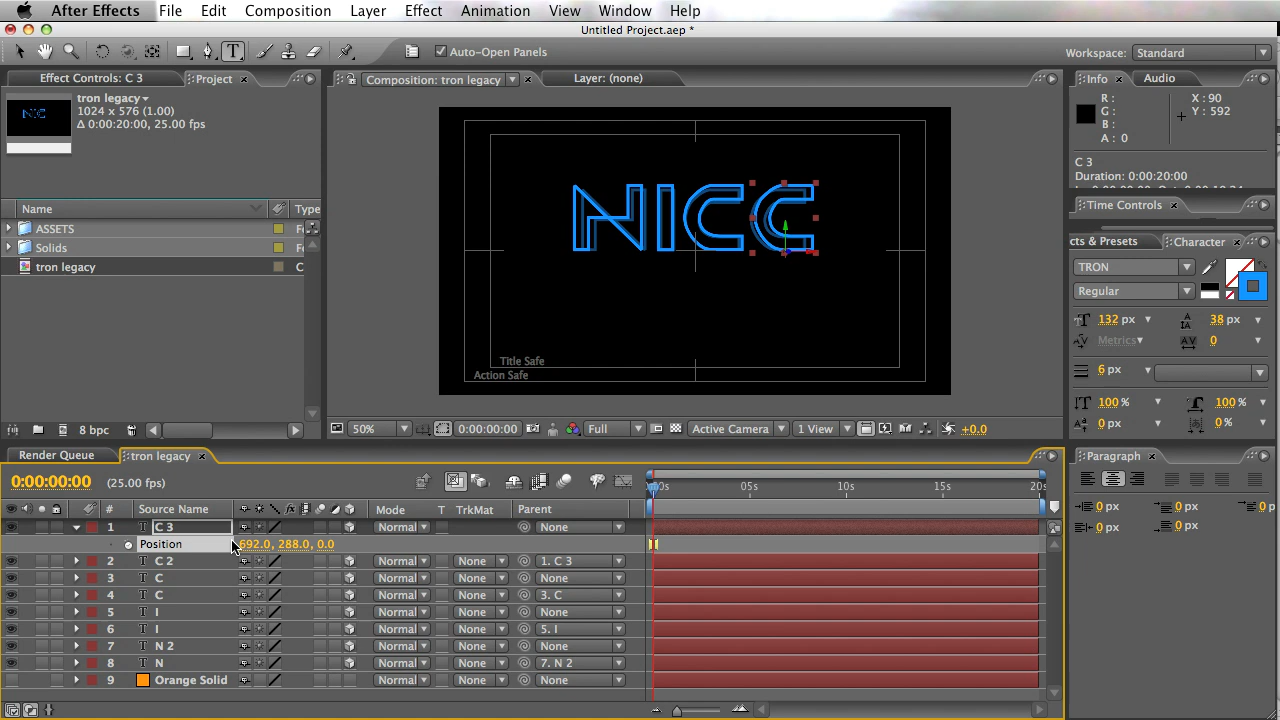 After Effects File Edit Composition Layer Effect Animation View Window Help
Untitled Project.aep *
T Auto-Open Panels Workspace: Standard
Effect Controls: C 3 Project Composition: tron legacy Layer: (none) Info Audio
tron legacy
1024 x 576 (1.00)
Δ 0:00:20:00, 25.00 fps
R :
G :
B :
A : 0
X : 90
Y : 592
C 3
Duration: 0:00:20:00
Time Controls
Name Type
ASSETS Fo
Solids Fo
tron legacy C
NICC
Title Safe
Action Safe
cts & Presets Character
TRON
Regular
132 px 38 px
Metrics 0
6 px
100 % 100 %
0 px 0 %
8 bpc 50% 0:00:00:00 Full Active Camera 1 View +0.0
Render Queue tron legacy Paragraph
0:00:00:00 (25.00 fps) 05s 10s 15s 20s
# Source Name Mode T TrkMat Parent
1 T C 3 Normal None
Position 692.0, 288.0, 0.0
2 T C 2 Normal None 1. C 3
3 T C Normal None None
4 T C Normal None 3. C
5 T I Normal None None
6 T I Normal None 5. I
7 T N 2 Normal None None
8 T N Normal None 7. N 2
9 Orange Solid Normal None None
0 px 0 px 0 p
0 px 0 px